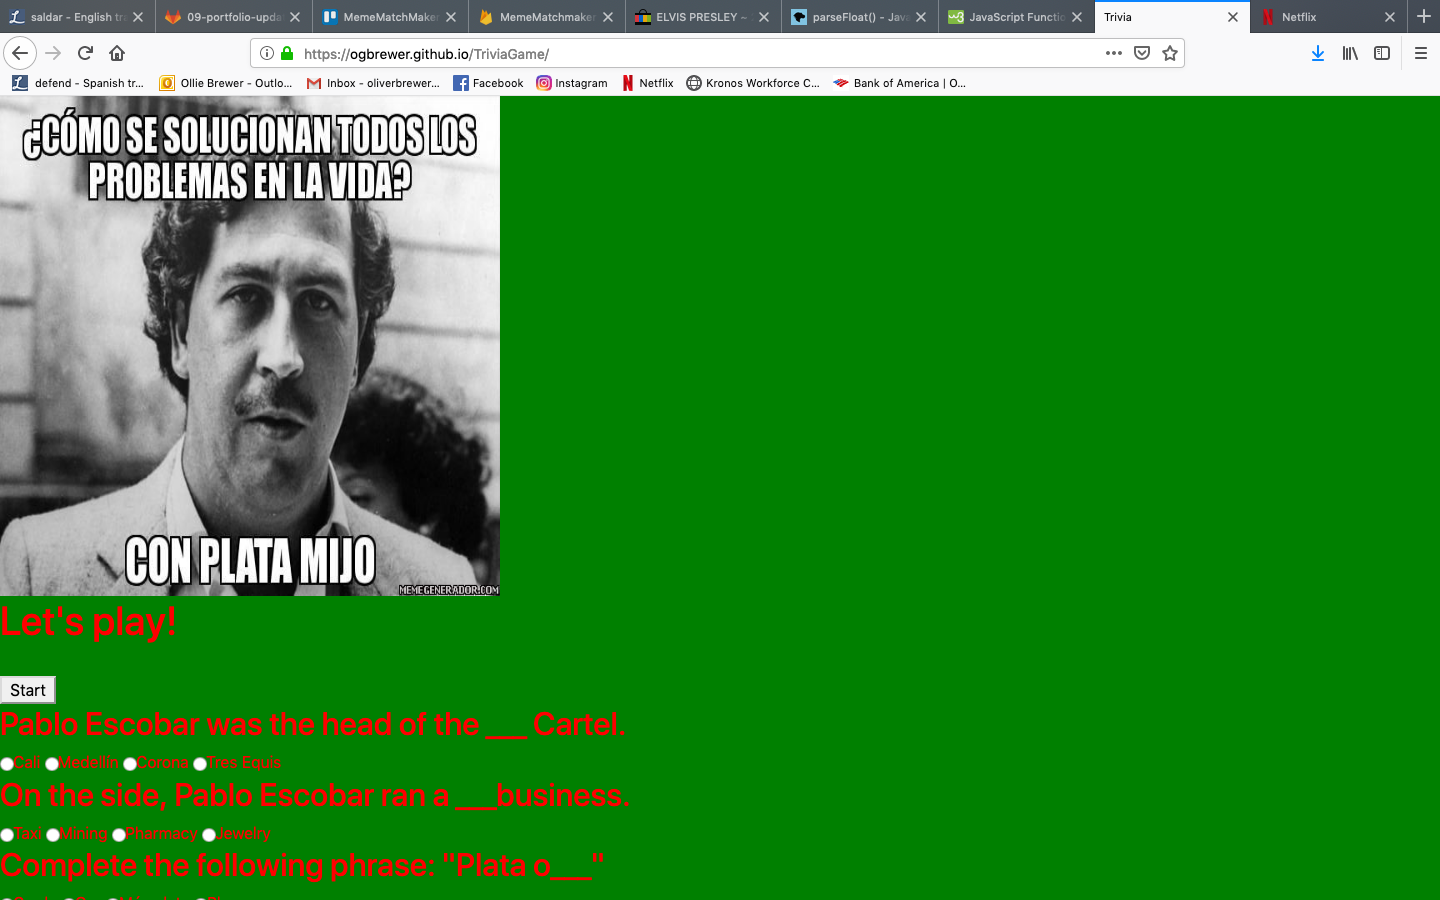 saldar - English tr
09-portfolio-upda
MemeMatchMake
MemeMatchmaker
ELVIS PRESLEY ~
parseFloat() - Java
JavaScript Functio
Trivia
Netflix
https://ogbrewer.github.io/TriviaGame/
defend - Spanish tr...
Ollie Brewer - Outlo...
Inbox - oliverbrewer...
Facebook
Instagram
Netflix
Kronos Workforce C...
Bank of America | O...
¿CÓMO SE SOLUCIONAN TODOS LOS
PROBLEMAS EN LA VIDA?
CON PLATA MIJO
MEMEGENERADOR.COM
Let's play!
Start
Pablo Escobar was the head of the ___ Cartel.
Cali Medellín Corona Tres Equis
On the side, Pablo Escobar ran a ___business.
Taxi Mining Pharmacy Jewelry
Complete the following phrase: "Plata o___"